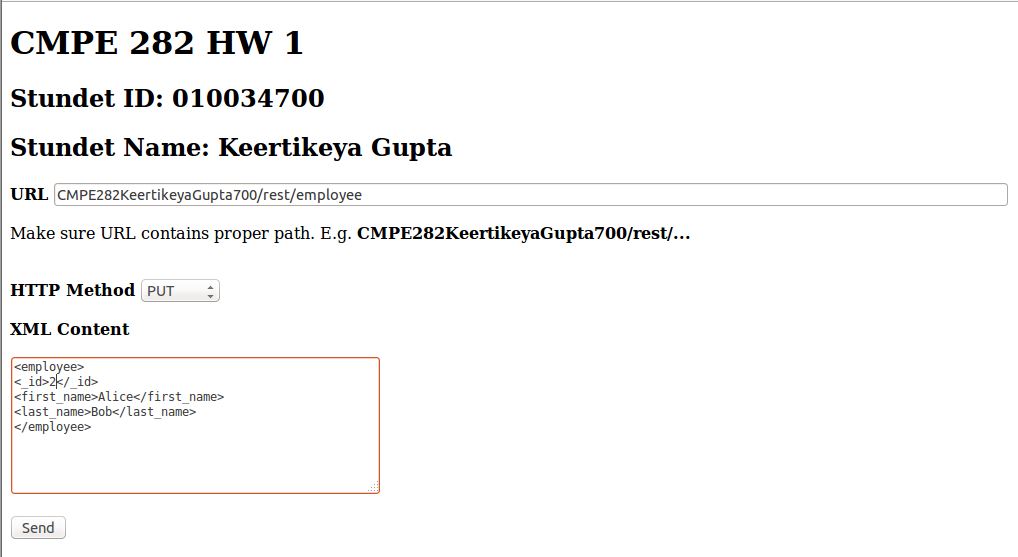 CMPE 282 HW 1
Stundet ID: 010034700
Stundet Name: Keertikeya Gupta
URL CMPE282KeertikeyaGupta700/rest/employee
Make sure URL contains proper path. E.g. CMPE282KeertikeyaGupta700/rest/...
HTTP Method PUT
XML Content
<employee>
<_id>2</_id>
<first_name>Alice</first_name>
<last_name>Bob</last_name>
</employee>
Send